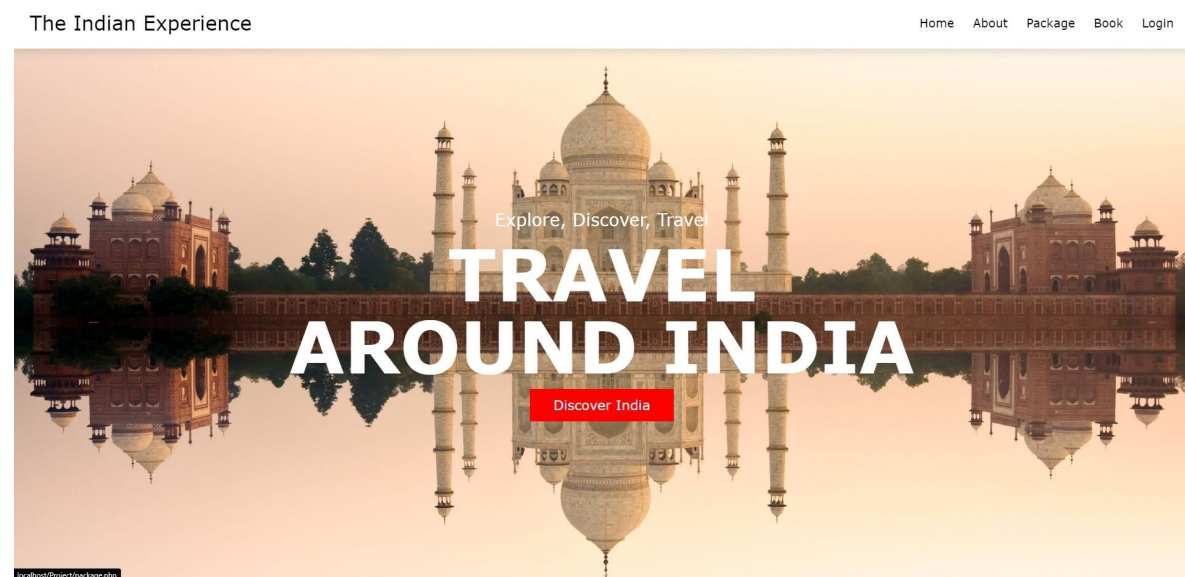 The Indian Experience
Home About Package Book Login
Explore, Discover, Travel
TRAVEL
AROUND INDIA
Discover India
localhost/Project/package.php